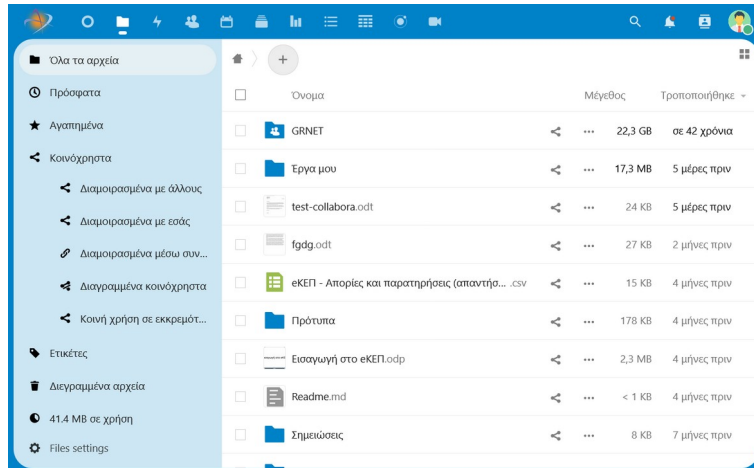 Όλα τα αρχεία
Πρόσφατα
Αγαπημένα
Κοινόχρηστα
Διαμοιρασμένα με άλλους
Διαμοιρασμένα με εσάς
Διαμοιρασμένα μέσω συν...
Διαγραμμένα κοινόχρηστα
Κοινή χρήση σε εκκρεμότ...
Ετικέτες
Διεγραμμένα αρχεία
41.4 MB σε χρήση
Files settings
Όνομα Μέγεθος Τροποποιήθηκε
GRNET 22,3 GB σε 42 χρόνια
Έργα μου 17,3 MB 5 μέρες πριν
test-collabora.odt 24 KB 5 μέρες πριν
fgdg.odt 27 KB 2 μήνες πριν
εΚΕΠ - Απορίες και παρατηρήσεις (απαντήσ... .csv 15 KB 4 μήνες πριν
Πρότυπα 178 KB 4 μήνες πριν
Εισαγωγή στο εΚΕΠ.odp 2,3 MB 4 μήνες πριν
Readme.md < 1 KB 4 μήνες πριν
Σημειώσεις 8 KB 7 μήνες πριν